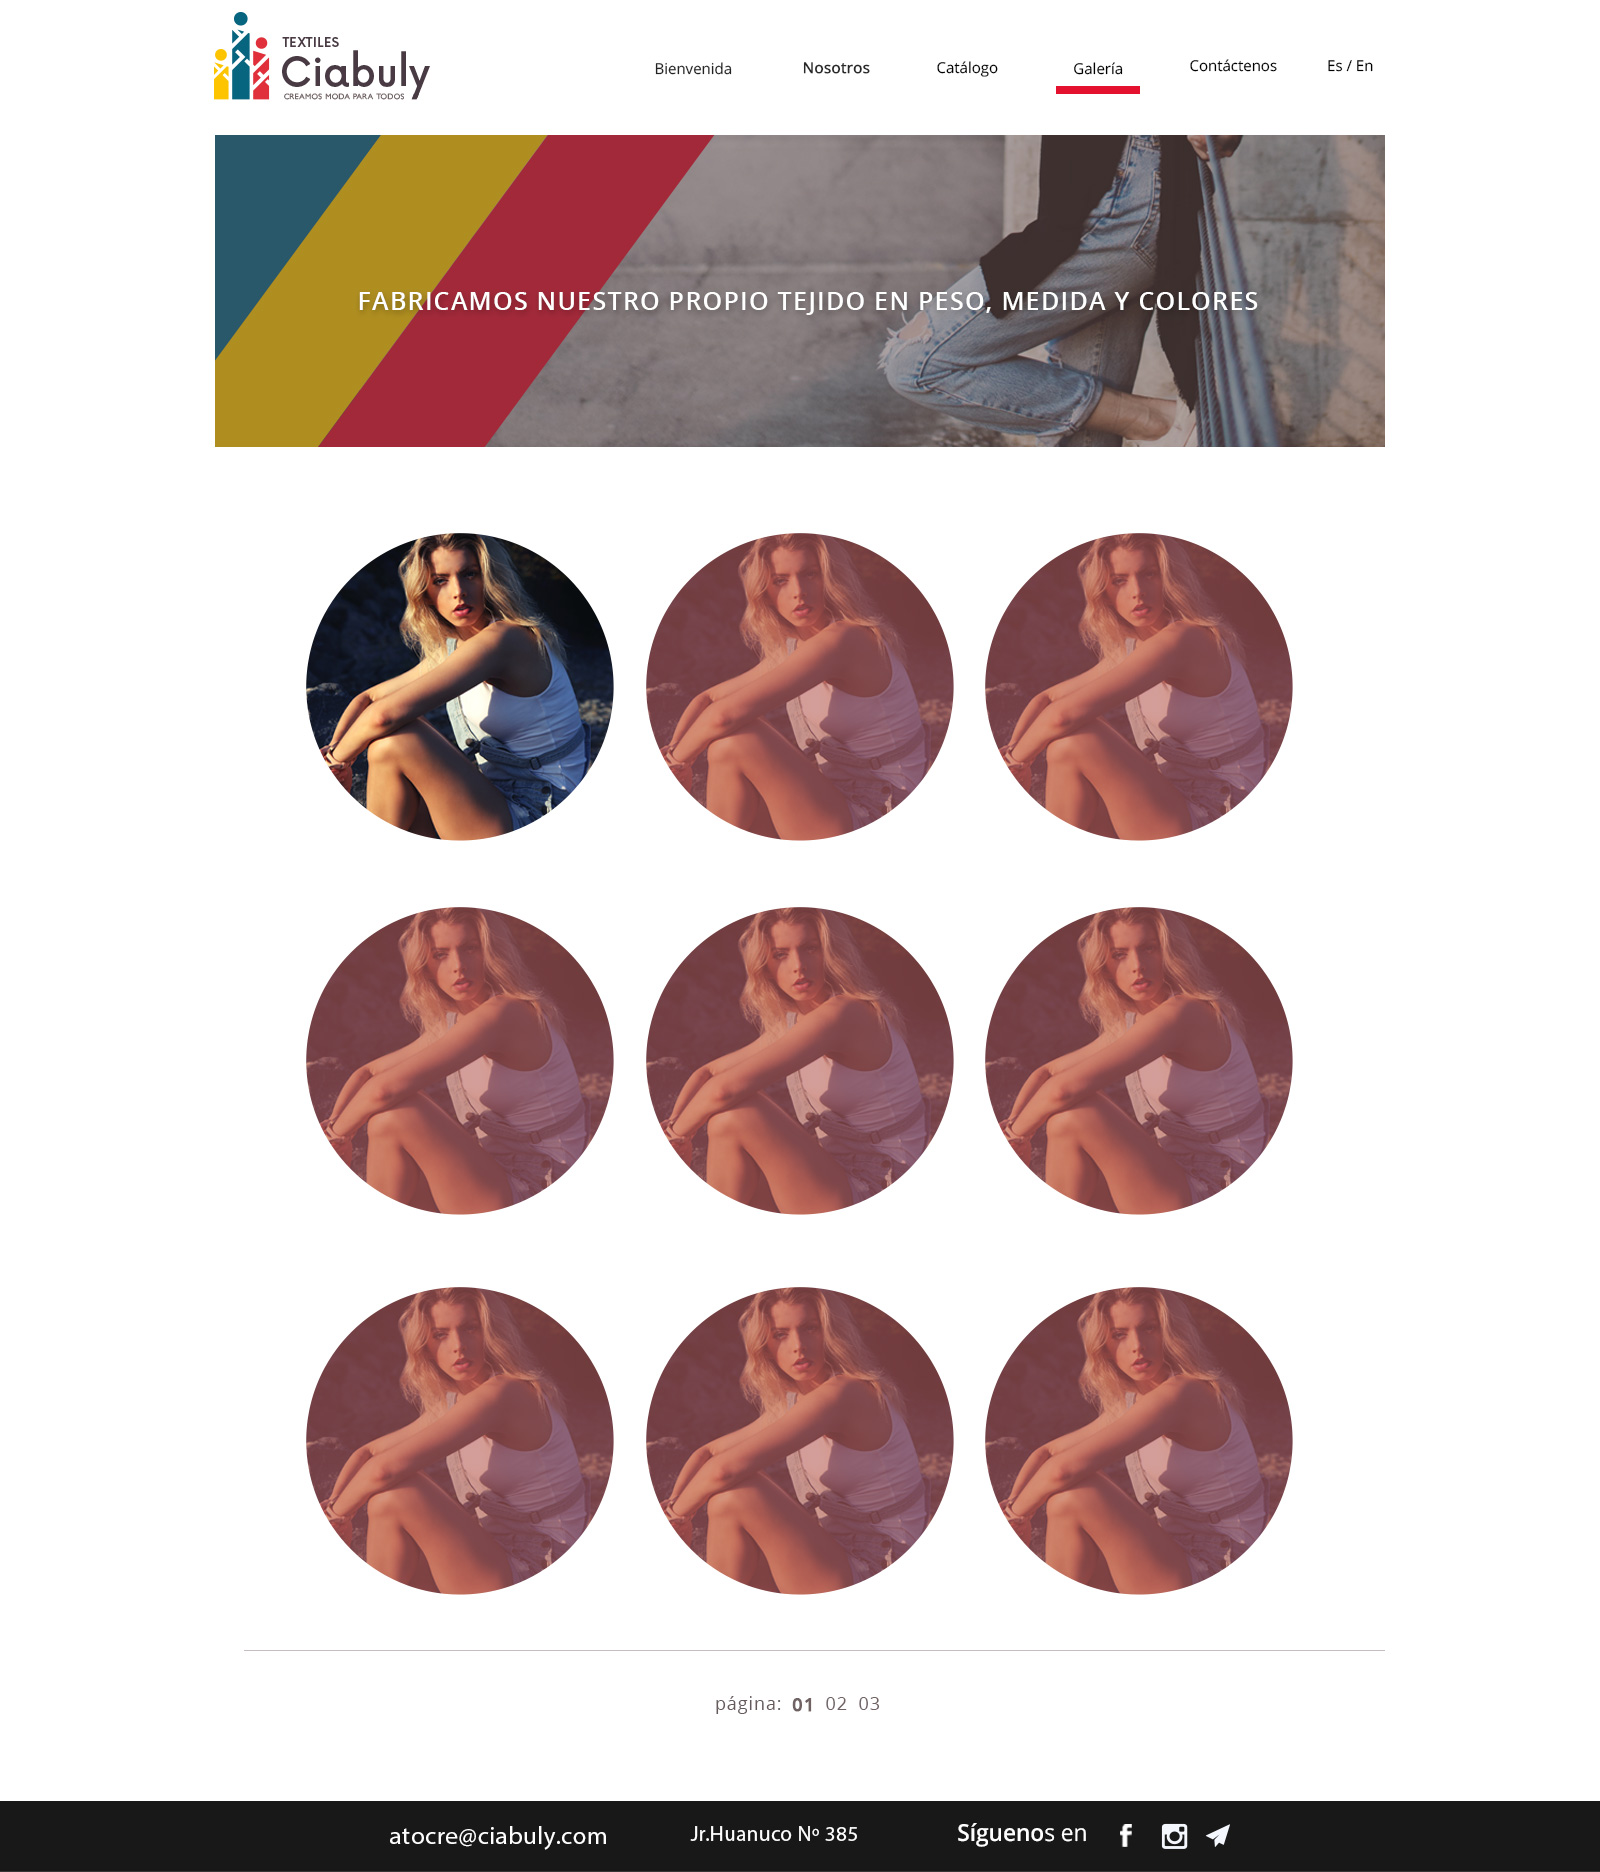 TEXTILES
Ciabuly
CREAMOS MODA PARA TODOS
Bienvenida
Nosotros
Catálogo
Galería
Contáctenos
Es / En
FABRICAMOS NUESTRO PROPIO TEJIDO EN PESO, MEDIDA Y COLORES
página: 01 02 03
atocre@ciabuly.com
Jr.Huanuco Nº 385
Síguenos en